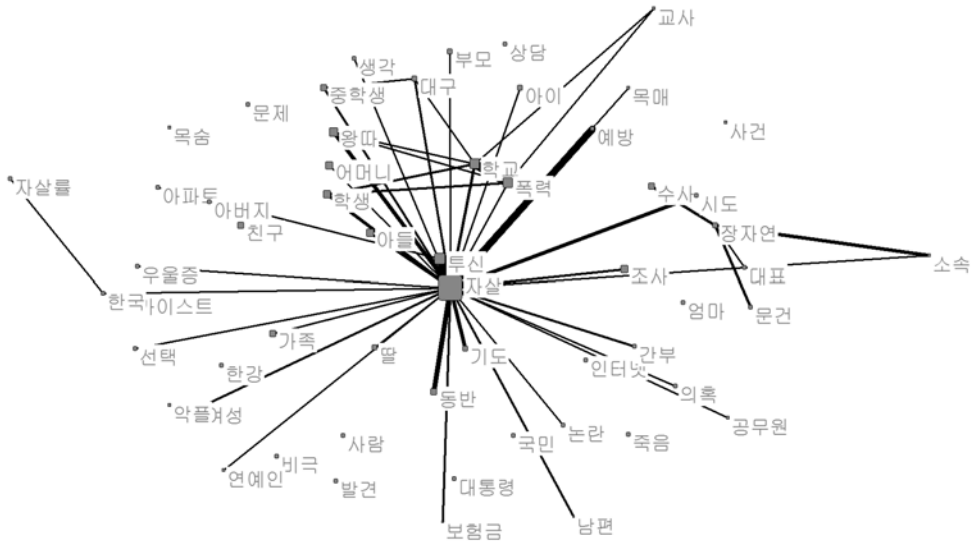 교사
상담
부모
생각
대구
중학생
아이
목매
문제
목숨
왕따
예방
사건
어머니
학교
자살률
아파트
학생
폭력
수사
시도
아버지
친구
아들
장자연
투신
우울증
자살
조사
대표
소속
한국
아이스트
엄마
문건
선택
가족
딸
기도
간부
한강
인터넷
동반
의혹
악플
여성
공무원
사람
국민
논란
죽음
연예인
비극
발견
대통령
보험금
남편